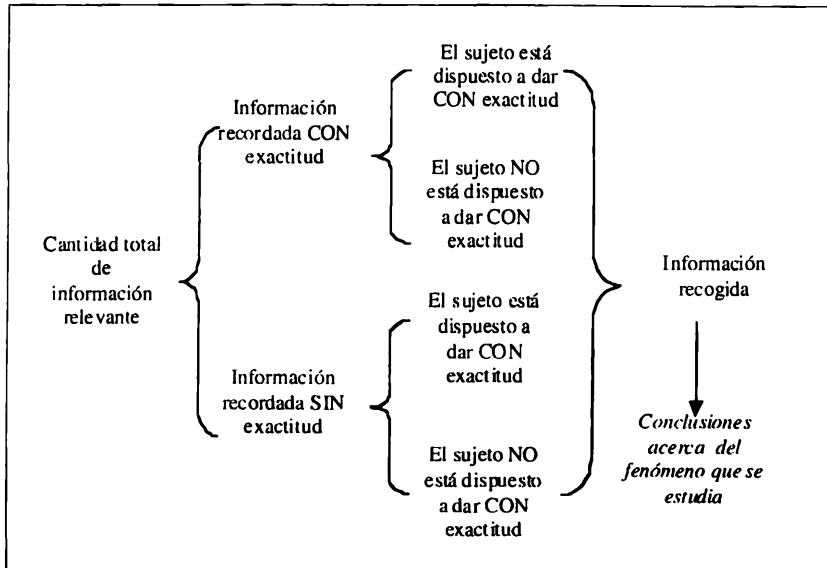 El sujeto está
dispuesto a dar
CON exactitud
Información
recordada CON
exactitud
El sujeto NO
está dispuesto
a dar CON
exactitud
Cantidad total
de
información
relevante
Información
recogida
El sujeto está
dispuesto a
dar CON
exactitud
Información
recordada SIN
exactitud
Conclusiones
acerca del
fenómeno que se
estudia
El sujeto NO
está dispuesto
a dar CON
exactitud